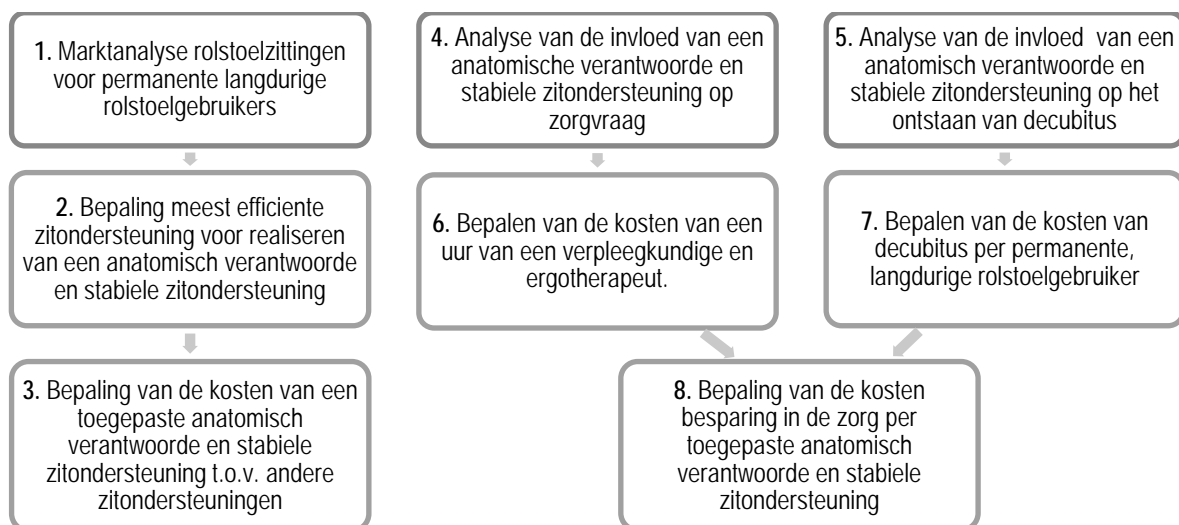 1. Marktanalyse rolstoelzittingen
voor permanente langdurige
rolstoelgebruikers
2. Bepaling meest efficiente
zitondersteuning voor realiseren
van een anatomisch verantwoorde
en stabiele zitondersteuning
3. Bepaling van de kosten van een
toegepaste anatomisch
verantwoorde en stabiele
zitondersteuning t.o.v. andere
zitondersteuningen
4. Analyse van de invloed van een
anatomische verantwoorde en
stabiele zitondersteuning op
zorgvraag
6. Bepalen van de kosten van een
uur van een verpleegkundige en
ergotherapeut.
5. Analyse van de invloed van een
anatomisch verantwoorde en
stabiele zitondersteuning op het
ontstaan van decubitus
7. Bepalen van de kosten van
decubitus per permanente,
langdurige rolstoelgebruiker
8. Bepaling van de kosten
besparing in de zorg per
toegepaste anatomisch
verantwoorde en stabiele
zitondersteuning